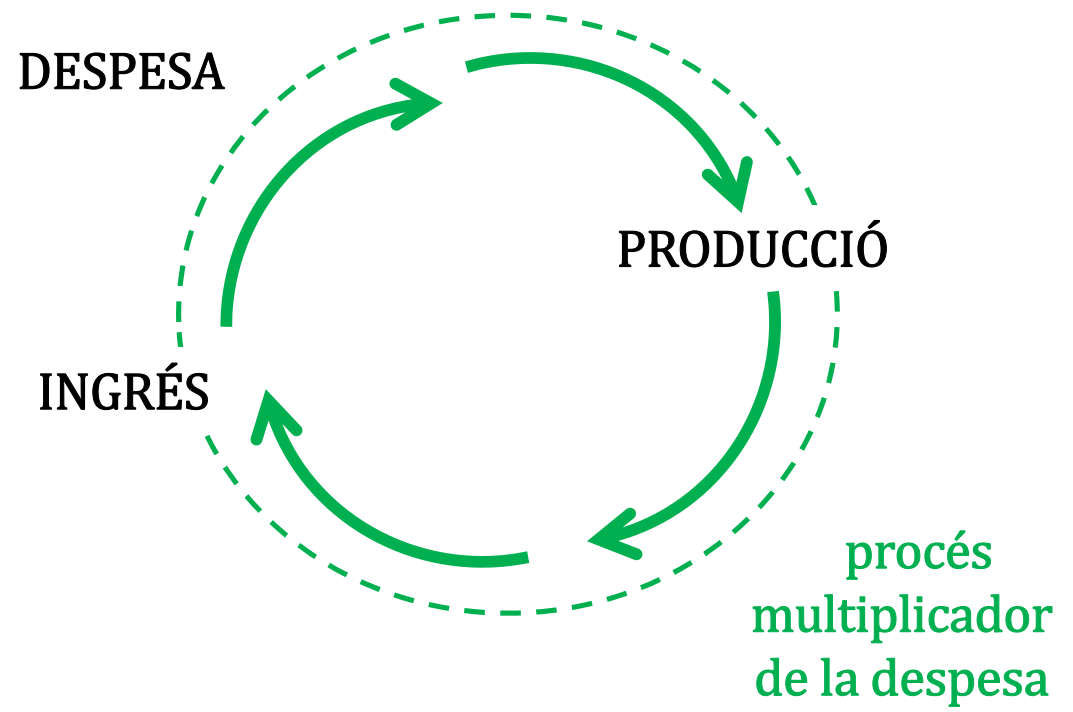 DESPESA
PRODUCCIÓ
INGRÉS
procés
multiplicador
de la despesa